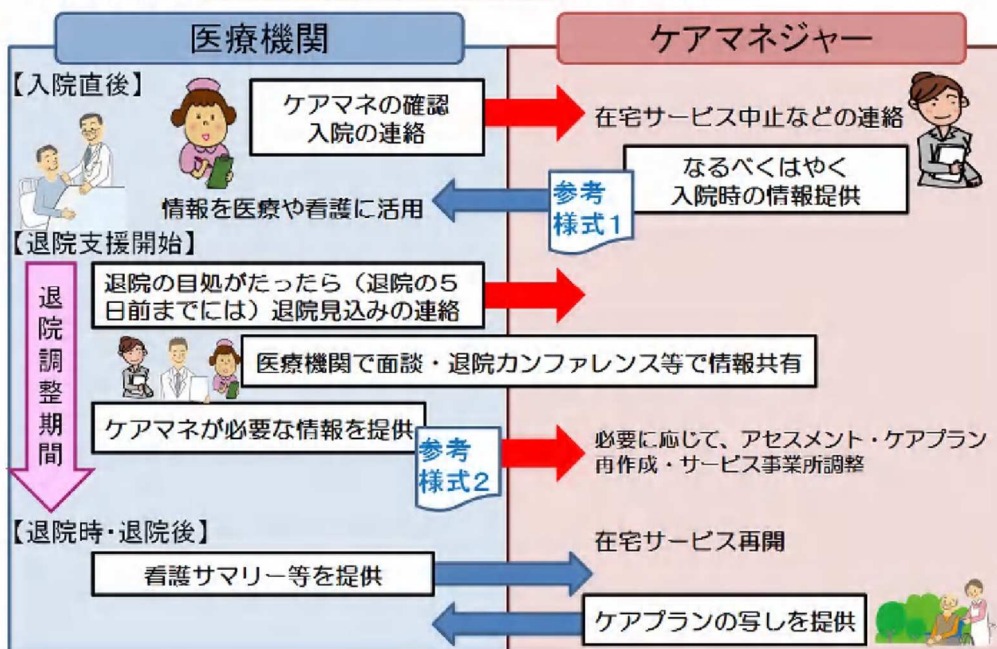 医療機関
ケアマネジャー
【入院直後】
ケアマネの確認
入院の連絡
在宅サービス中止などの連絡
なるべくはやく
入院時の情報提供
参考
様式1
情報を医療や看護に活用
【退院支援開始】
退院調整期間
退院の目処がたったら（退院の５
日前までには）退院見込みの連絡
医療機関で面談・退院カンファレンス等で情報共有
ケアマネが必要な情報を提供
参考
様式2
必要に応じて、アセスメント・ケアプラン
再作成・サービス事業所調整
【退院時・退院後】
在宅サービス再開
看護サマリー等を提供
ケアプランの写しを提供